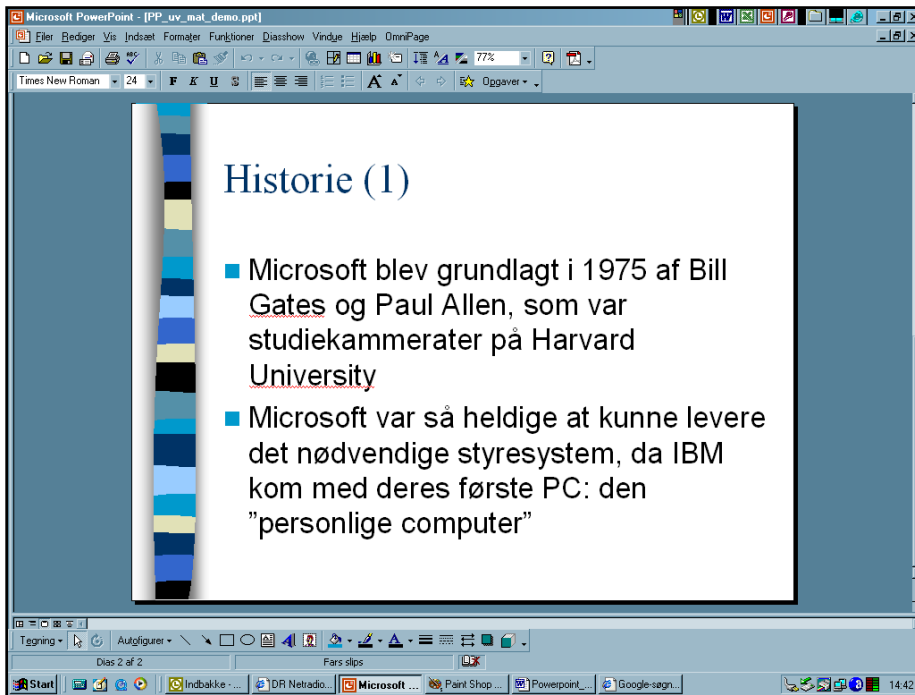 Microsoft PowerPoint - [PP_uv_mat_demo.ppt]
Filer Rediger Vis Indsæt Formater Funktioner Diasshow Vindue Hjælp OmniPage
77%
Times New Roman 24 F K U S A A Opgaver
Historie (1)
Microsoft blev grundlagt i 1975 af Bill
Gates og Paul Allen, som var
studiekammerater på Harvard
University
Microsoft var så heldige at kunne levere
det nødvendige styresystem, da IBM
kom med deres første PC: den
”personlige computer”
Tegning Autofigurer A
Dias 2 af 2 Fars slips
Start Indbakke - ... DR Netradio... Microsoft ... Paint Shop ... Powerpoint_... Google-søgn... 14:42